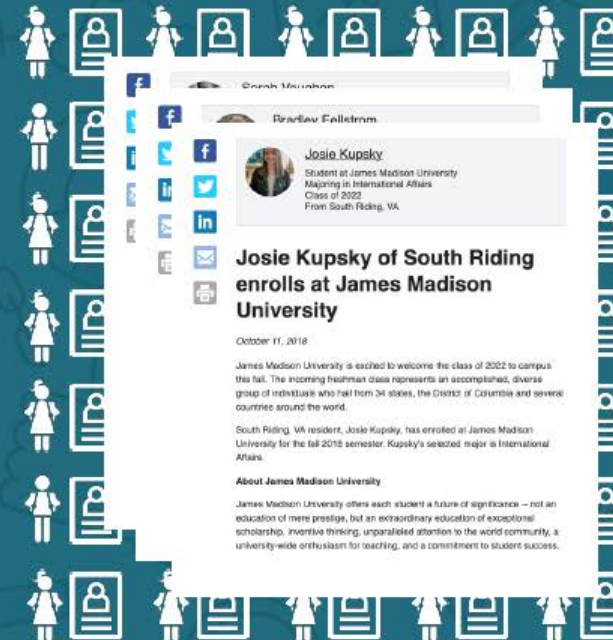 Sarah Vaughan
Bradley Fellstrom
Josie Kupsky
Student at James Madison University
Majoring in International Affairs
Class of 2022
From South Riding, VA
Josie Kupsky of South Riding
enrolls at James Madison
University
October 11, 2018
James Madison University is excited to welcome the class of 2022 to campus
this fall. The incoming freshman class represents an accomplished, diverse
group of individuals who hail from 34 states, the District of Columbia and several
countries around the world.
South Riding, VA resident, Josie Kupsky, has enrolled at James Madison
University for the fall 2018 semester. Kupsky's selected major is International
Affairs.
About James Madison University
James Madison University offers each student a future of significance -- not an
education of mere prestige, but an extraordinary education of exceptional
scholarship, inventive thinking, unparalleled attention to the world community, a
university-wide enthusiasm for teaching, and a commitment to student success.